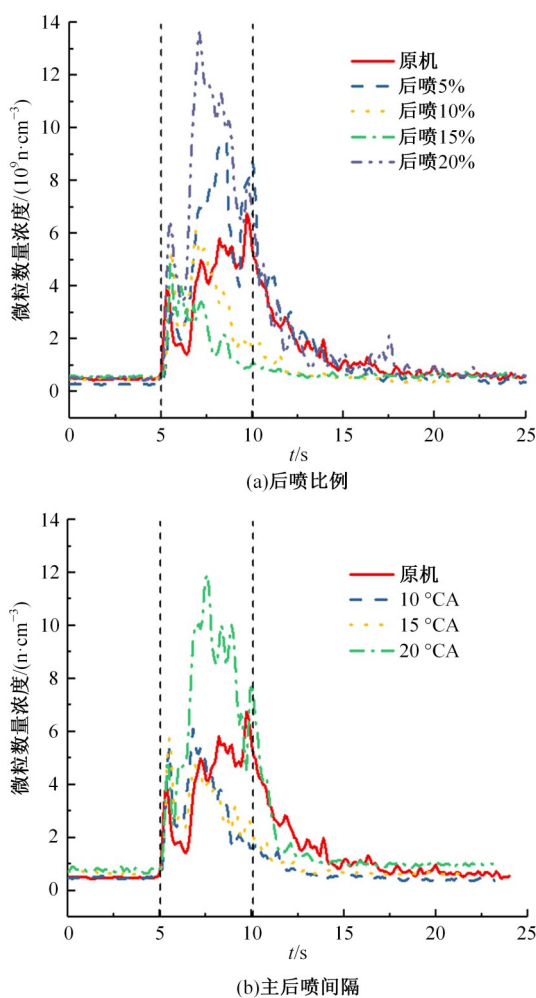 14
12
10
8
6
4
2
0
微粒数量浓度/(10⁹n·cm⁻³)
原机
后喷5%
后喷10%
后喷15%
后喷20%
0 5 10 15 20 25
t/s
(a)后喷比例
14
12
10
8
6
4
2
0
微粒数量浓度/(n·cm⁻³)
原机
10 °CA
15 °CA
20 °CA
0 5 10 15 20 25
t/s
(b)主后喷间隔